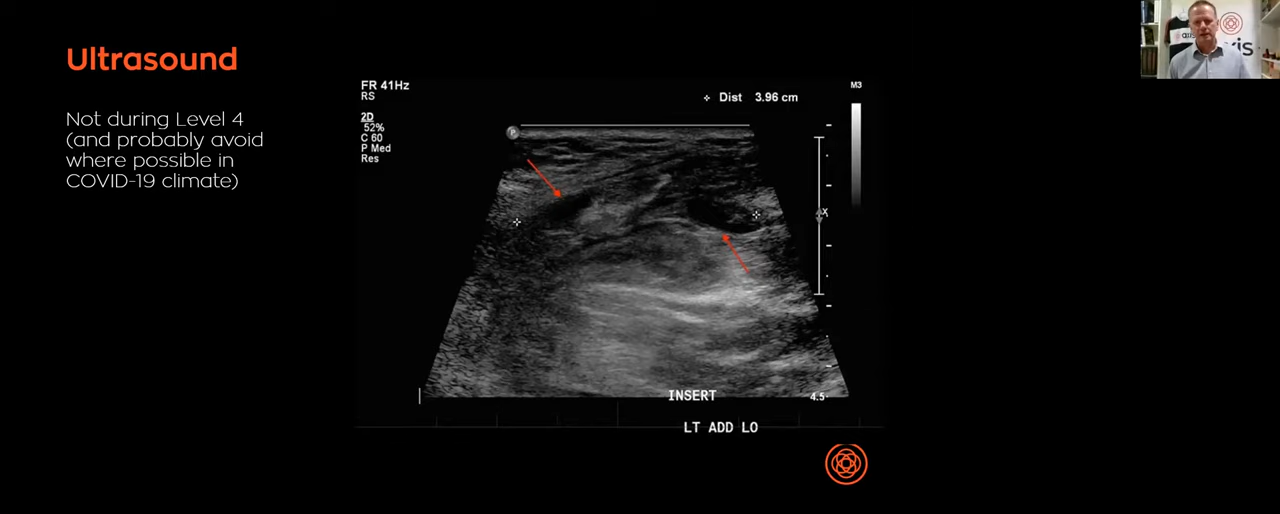 Ultrasound
Not during Level 4
(and probably avoid
where possible in
COVID-19 climate)
FR 41Hz
RS
2D
52%
C 60
P Med
Res
Dist 3.96 cm
M3
P
X
INSERT
4.5
LT ADD LO